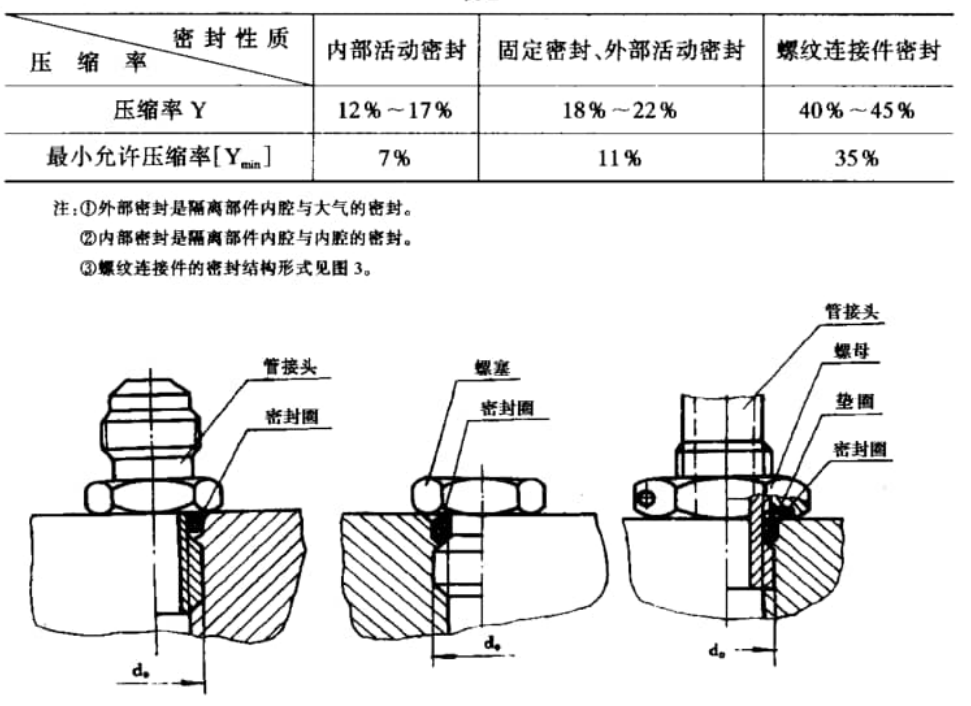 密封性质
压缩率
内部活动密封
固定密封、外部活动密封
螺纹连接件密封
压缩率 Y
12%～17%
18%～22%
40%～45%
最小允许压缩率[Ymin]
7%
11%
35%
注:①外部密封是隔离部件内腔与大气的密封。
②内部密封是隔离部件内腔与内腔的密封。
③螺纹连接件的密封结构形式见图 3。
管接头
密封圈
螺塞
密封圈
管接头
螺母
垫圈
密封圈
d₀
d₀
d₀